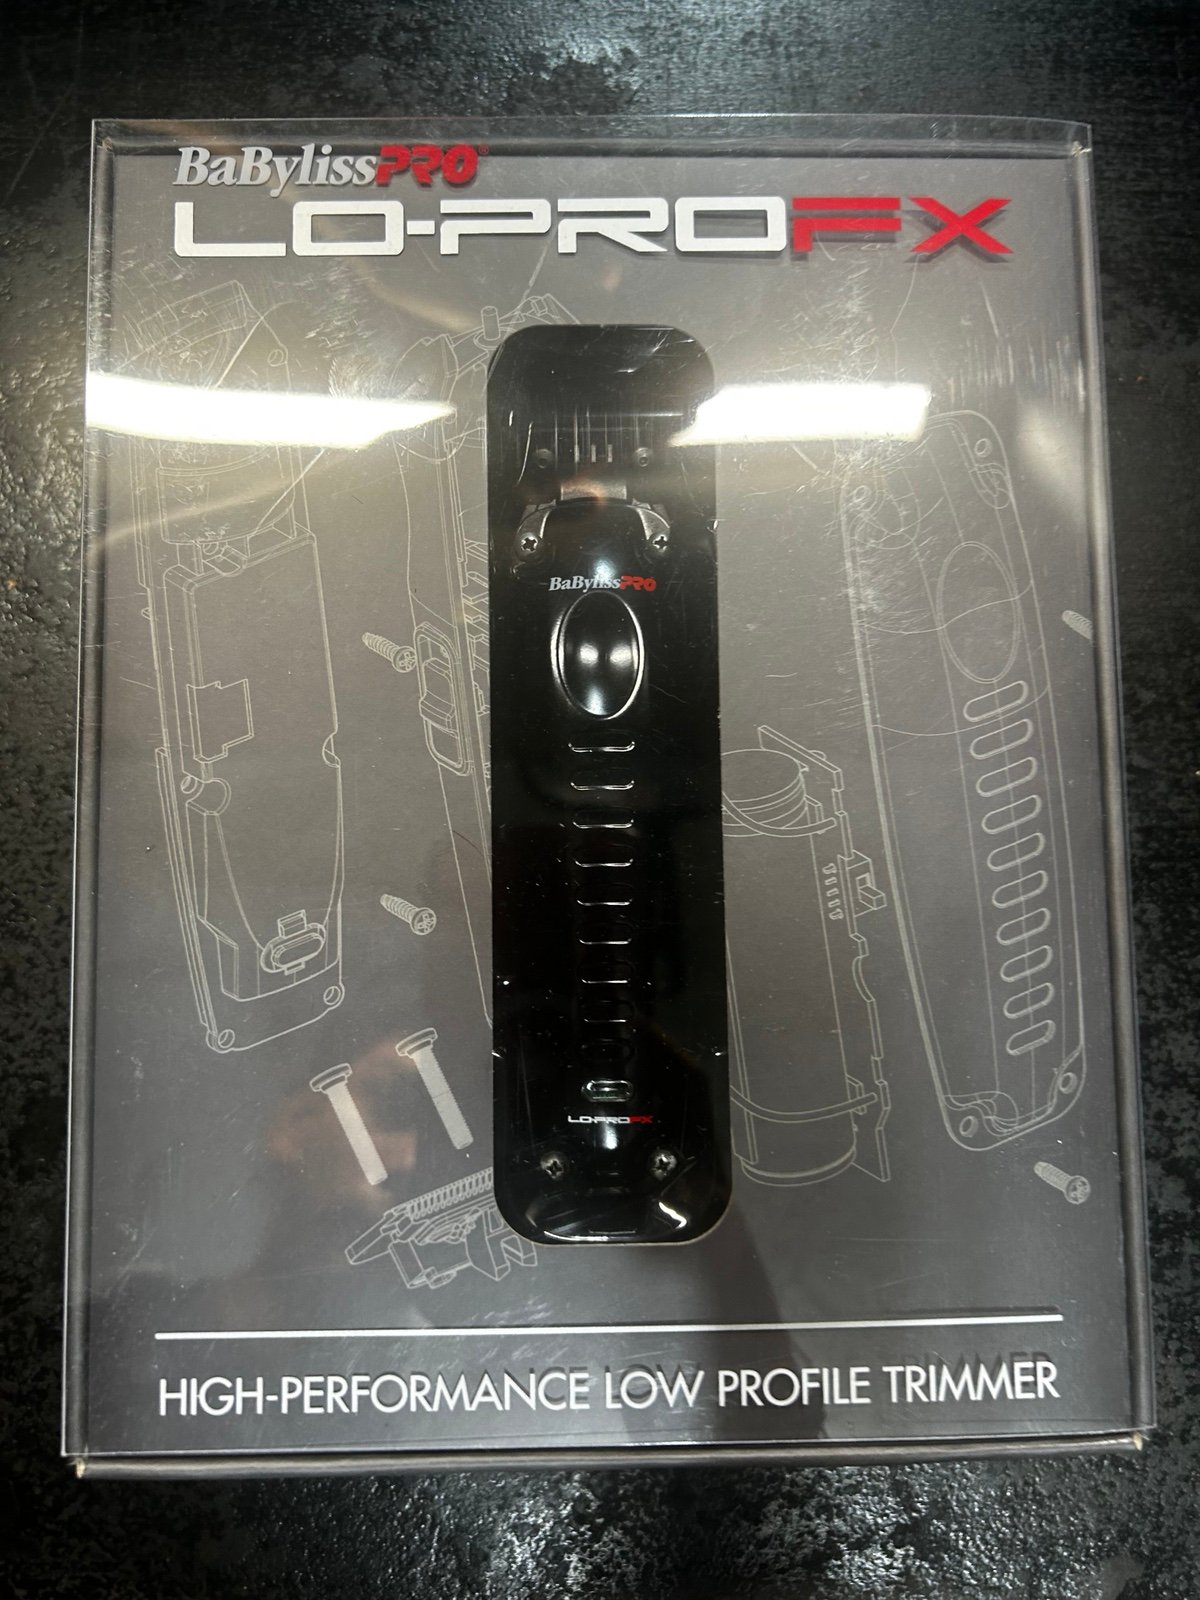 BaBylissPRO®
LO-PROFX
BaBylissPRO
LO-PROFX
HIGH-PERFORMANCE LOW PROFILE TRIMMER